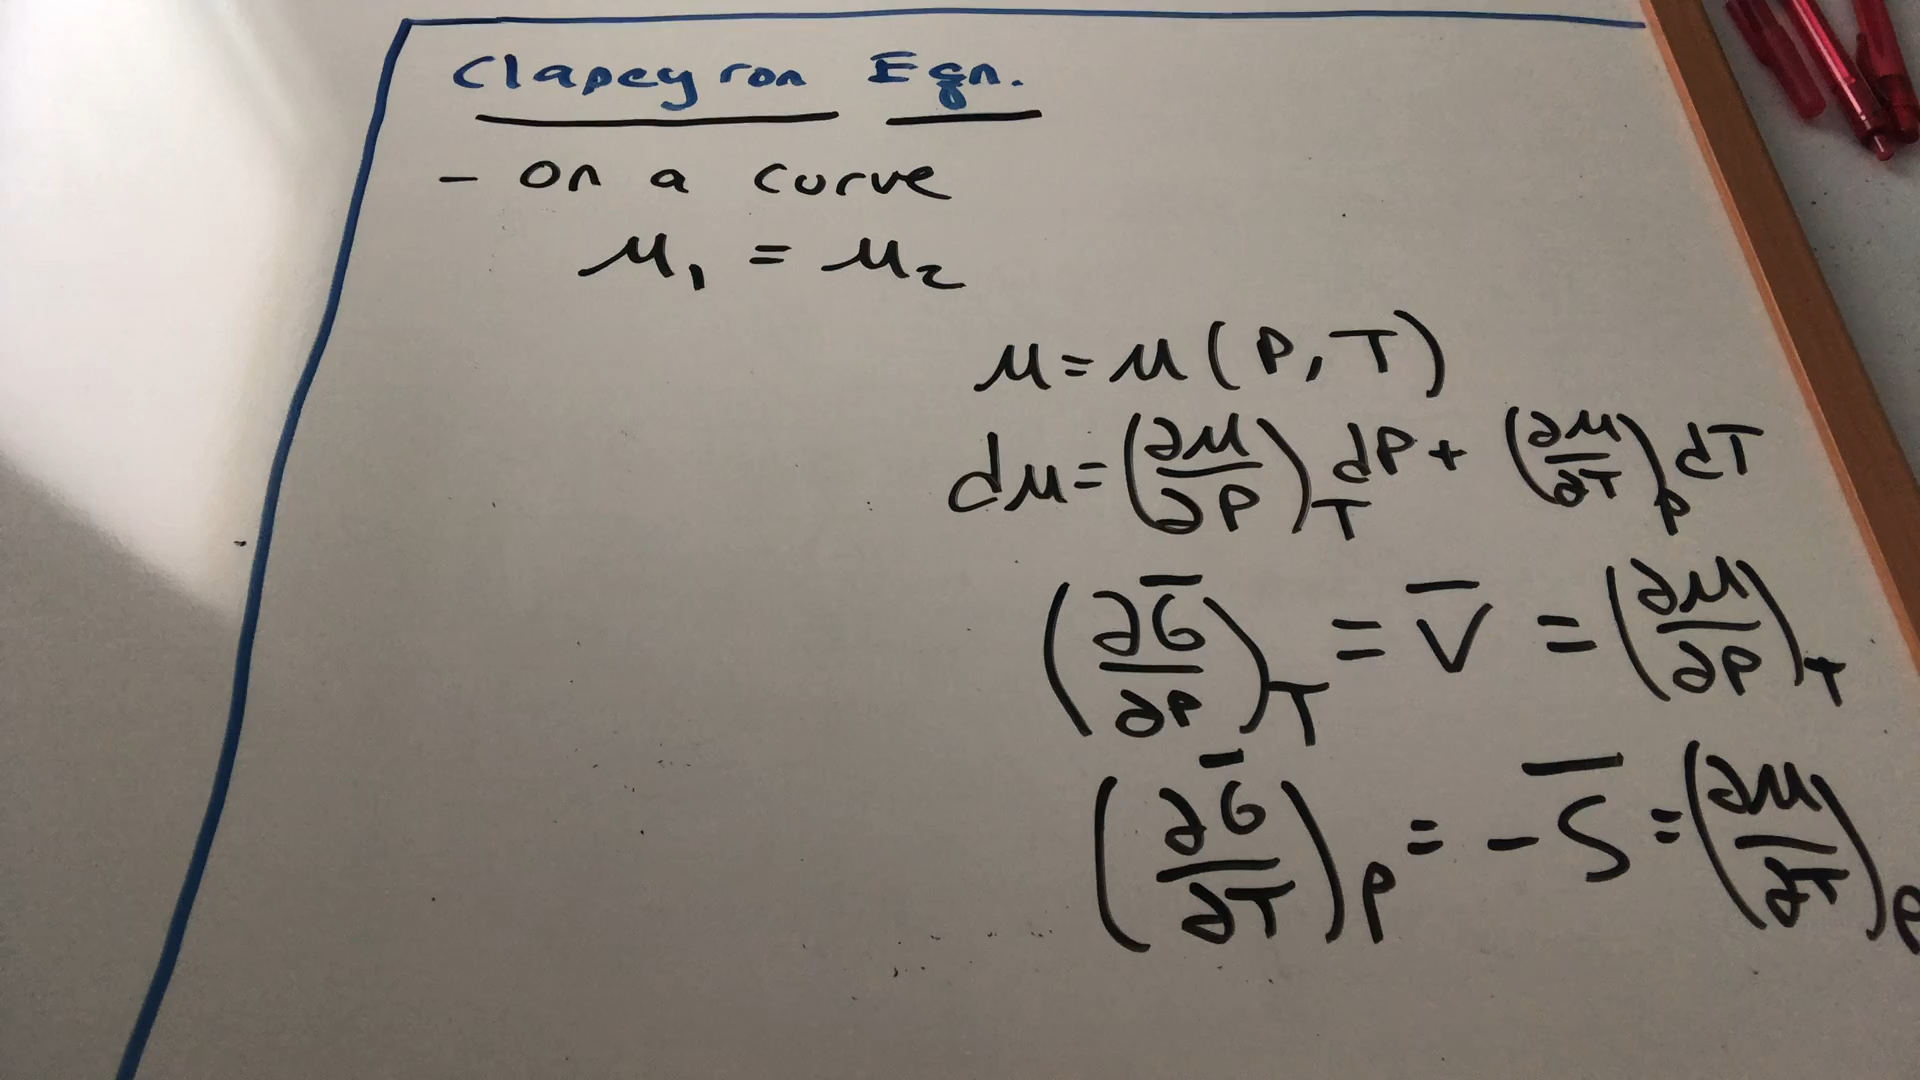 Clapeyron Eqn.
- on a curve
μ₁ = μ₂
μ = μ(P, T)
dμ = (∂μ/∂P)_T dP + (∂μ/∂T)_P dT
(∂G̅/∂P)_T = V̅ = (∂μ/∂P)_T
(∂G̅/∂T)_P = -S̅ = (∂μ/∂T)_P